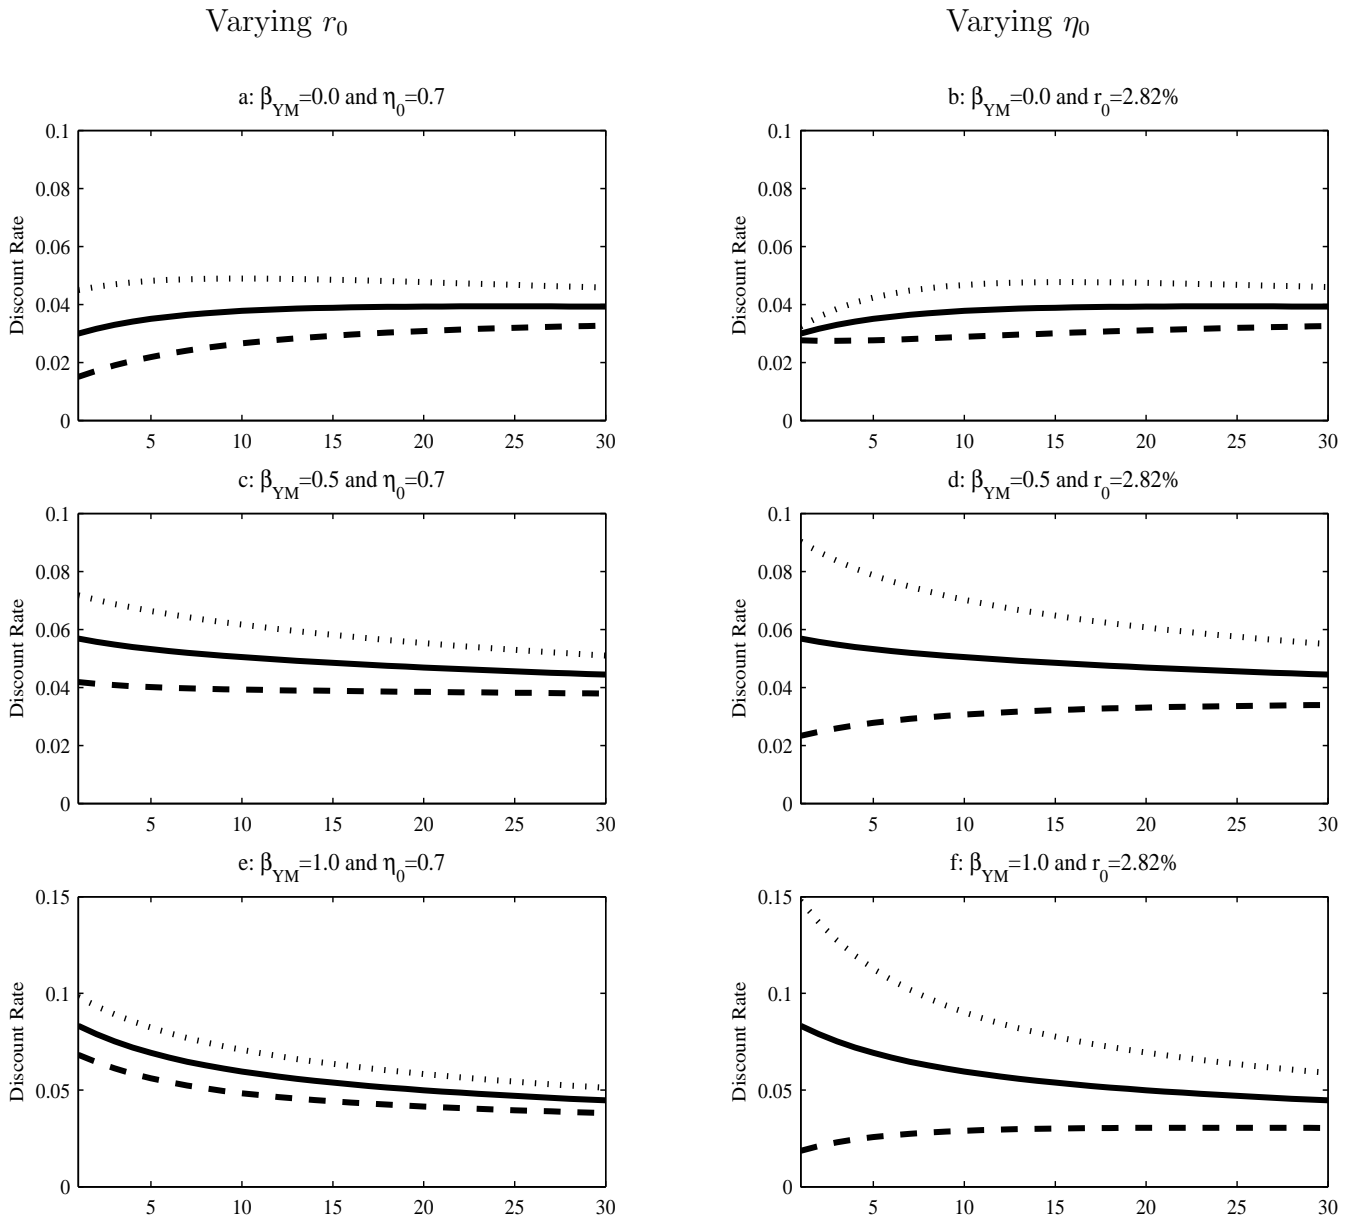 Varying r₀
Varying η₀
a: β_YM=0.0 and η₀=0.7
0.1
0.08
0.06
0.04
0.02
0
Discount Rate
5 10 15 20 25 30
b: β_YM=0.0 and r₀=2.82%
0.1
0.08
0.06
0.04
0.02
0
Discount Rate
5 10 15 20 25 30
c: β_YM=0.5 and η₀=0.7
0.1
0.08
0.06
0.04
0.02
0
Discount Rate
5 10 15 20 25 30
d: β_YM=0.5 and r₀=2.82%
0.1
0.08
0.06
0.04
0.02
0
Discount Rate
5 10 15 20 25 30
e: β_YM=1.0 and η₀=0.7
0.15
0.1
0.05
0
Discount Rate
5 10 15 20 25 30
f: β_YM=1.0 and r₀=2.82%
0.15
0.1
0.05
0
Discount Rate
5 10 15 20 25 30